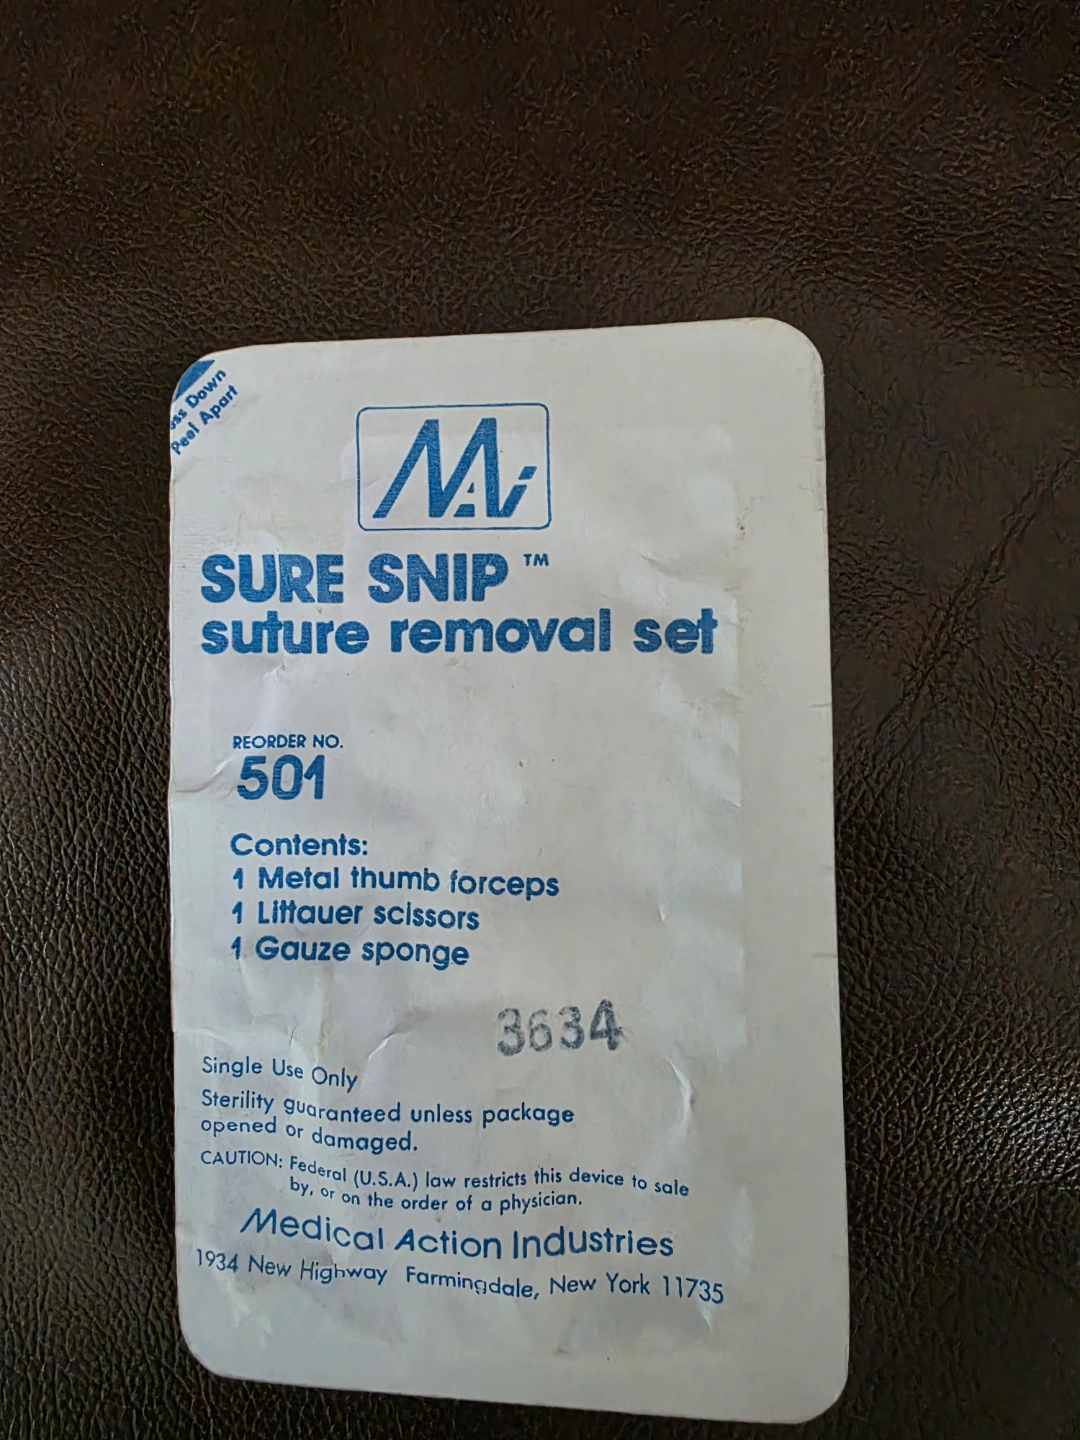 Down
Peel Apart
MAi
SURE SNIP™
suture removal set
REORDER NO.
501
Contents:
1 Metal thumb forceps
1 Littauer scissors
1 Gauze sponge
3634
Single Use Only
Sterility guaranteed unless package
opened or damaged.
CAUTION: Federal (U.S.A.) law restricts this device to sale
by, or on the order of a physician.
Medical Action Industries
1934 New Highway Farmingdale, New York 11735